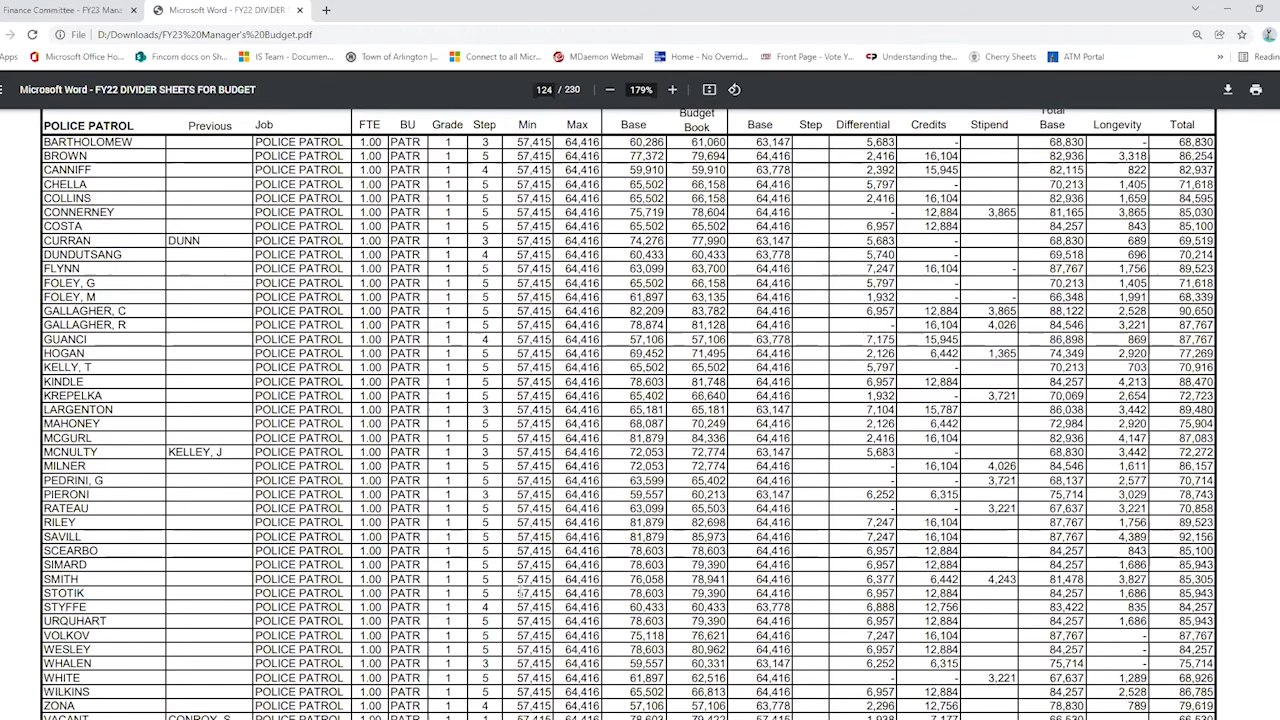 Finance Committee - FY23 Mana × Microsoft Word - FY22 DIVIDER × +
File D:/Downloads/FY23%20Manager's%20Budget.pdf
Apps Microsoft Office Ho... Fincom docs on Sh... IS Team - Documen... Town of Arlington |... Connect to all Micr... MDaemon Webmail Home - No Overrid... Front Page - Vote Y... Understanding the... Cherry Sheets ATM Portal » Readin
Microsoft Word - FY22 DIVIDER SHEETS FOR BUDGET 124 / 230 — 179% +
Budget Total
POLICE PATROL Previous Job FTE BU Grade Step Min Max Base Book Base Step Differential Credits Stipend Base Longevity Total
BARTHOLOMEW POLICE PATROL 1.00 PATR 1 3 57,415 64,416 60,286 61,060 63,147 5,683 - 68,830 - 68,830
BROWN POLICE PATROL 1.00 PATR 1 5 57,415 64,416 77,372 79,694 64,416 2,416 16,104 82,936 3,318 86,254
CANNIFF POLICE PATROL 1.00 PATR 1 4 57,415 64,416 59,910 59,910 63,778 2,392 15,945 82,115 822 82,937
CHELLA POLICE PATROL 1.00 PATR 1 5 57,415 64,416 65,502 66,158 64,416 5,797 - 70,213 1,405 71,618
COLLINS POLICE PATROL 1.00 PATR 1 5 57,415 64,416 65,502 66,158 64,416 2,416 16,104 82,936 1,659 84,595
CONNERNEY POLICE PATROL 1.00 PATR 1 5 57,415 64,416 75,719 78,604 64,416 - 12,884 3,865 81,165 3,865 85,030
COSTA POLICE PATROL 1.00 PATR 1 5 57,415 64,416 65,502 65,502 64,416 6,957 12,884 84,257 843 85,100
CURRAN DUNN POLICE PATROL 1.00 PATR 1 3 57,415 64,416 74,276 77,990 63,147 5,683 - 68,830 689 69,519
DUNDUTSANG POLICE PATROL 1.00 PATR 1 4 57,415 64,416 60,433 60,433 63,778 5,740 - 69,518 696 70,214
FLYNN POLICE PATROL 1.00 PATR 1 5 57,415 64,416 63,099 63,700 64,416 7,247 16,104 - 87,767 1,756 89,523
FOLEY, G POLICE PATROL 1.00 PATR 1 5 57,415 64,416 65,502 66,158 64,416 5,797 - 70,213 1,405 71,618
FOLEY, M POLICE PATROL 1.00 PATR 1 5 57,415 64,416 61,897 63,135 64,416 1,932 - - 66,348 1,991 68,339
GALLAGHER, C POLICE PATROL 1.00 PATR 1 5 57,415 64,416 82,209 83,782 64,416 6,957 12,884 3,865 88,122 2,528 90,650
GALLAGHER, R POLICE PATROL 1.00 PATR 1 5 57,415 64,416 78,874 81,128 64,416 - 16,104 4,026 84,546 3,221 87,767
GUANCI POLICE PATROL 1.00 PATR 1 4 57,415 64,416 57,106 57,106 63,778 7,175 15,945 86,898 869 87,767
HOGAN POLICE PATROL 1.00 PATR 1 5 57,415 64,416 69,452 71,495 64,416 2,126 6,442 1,365 74,349 2,920 77,269
KELLY, T POLICE PATROL 1.00 PATR 1 5 57,415 64,416 65,502 65,502 64,416 5,797 - 70,213 703 70,916
KINDLE POLICE PATROL 1.00 PATR 1 5 57,415 64,416 78,603 81,748 64,416 6,957 12,884 84,257 4,213 88,470
KREPELKA POLICE PATROL 1.00 PATR 1 5 57,415 64,416 65,402 66,640 64,416 1,932 - 3,721 70,069 2,654 72,723
LARGENTON POLICE PATROL 1.00 PATR 1 3 57,415 64,416 65,181 65,181 63,147 7,104 15,787 86,038 3,442 89,480
MAHONEY POLICE PATROL 1.00 PATR 1 5 57,415 64,416 68,087 70,249 64,416 2,126 6,442 72,984 2,920 75,904
MCGURL POLICE PATROL 1.00 PATR 1 5 57,415 64,416 81,879 84,336 64,416 2,416 16,104 82,936 4,147 87,083
MCNULTY KELLEY, J POLICE PATROL 1.00 PATR 1 3 57,415 64,416 72,053 72,774 63,147 5,683 - 68,830 3,442 72,272
MILNER POLICE PATROL 1.00 PATR 1 5 57,415 64,416 72,053 72,774 64,416 - 16,104 4,026 84,546 1,611 86,157
PEDRINI, G POLICE PATROL 1.00 PATR 1 5 57,415 64,416 63,599 65,402 64,416 - - 3,721 68,137 2,577 70,714
PIERONI POLICE PATROL 1.00 PATR 1 3 57,415 64,416 59,557 60,213 63,147 6,252 6,315 75,714 3,029 78,743
RATEAU POLICE PATROL 1.00 PATR 1 5 57,415 64,416 63,099 65,503 64,416 - - 3,221 67,637 3,221 70,858
RILEY POLICE PATROL 1.00 PATR 1 5 57,415 64,416 81,879 82,698 64,416 7,247 16,104 87,767 1,756 89,523
SAVILL POLICE PATROL 1.00 PATR 1 5 57,415 64,416 81,879 85,973 64,416 7,247 16,104 87,767 4,389 92,156
SCEARBO POLICE PATROL 1.00 PATR 1 5 57,415 64,416 78,603 78,603 64,416 6,957 12,884 84,257 843 85,100
SIMARD POLICE PATROL 1.00 PATR 1 5 57,415 64,416 78,603 79,390 64,416 6,957 12,884 84,257 1,686 85,943
SMITH POLICE PATROL 1.00 PATR 1 5 57,415 64,416 76,058 78,941 64,416 6,377 6,442 4,243 81,478 3,827 85,305
STOTIK POLICE PATROL 1.00 PATR 1 5 57,415 64,416 78,603 79,390 64,416 6,957 12,884 84,257 1,686 85,943
STYFFE POLICE PATROL 1.00 PATR 1 4 57,415 64,416 60,433 60,433 63,778 6,888 12,756 83,422 835 84,257
URQUHART POLICE PATROL 1.00 PATR 1 5 57,415 64,416 78,603 79,390 64,416 6,957 12,884 84,257 1,686 85,943
VOLKOV POLICE PATROL 1.00 PATR 1 5 57,415 64,416 75,118 76,621 64,416 7,247 16,104 87,767 - 87,767
WESLEY POLICE PATROL 1.00 PATR 1 5 57,415 64,416 78,603 80,962 64,416 6,957 12,884 84,257 - 84,257
WHALEN POLICE PATROL 1.00 PATR 1 3 57,415 64,416 59,557 60,331 63,147 6,252 6,315 75,714 - 75,714
WHITE POLICE PATROL 1.00 PATR 1 5 57,415 64,416 61,897 62,516 64,416 - - 3,221 67,637 1,289 68,926
WILKINS POLICE PATROL 1.00 PATR 1 5 57,415 64,416 65,502 66,813 64,416 6,957 12,884 84,257 2,528 86,785
ZONA POLICE PATROL 1.00 PATR 1 4 57,415 64,416 57,106 57,106 63,778 2,296 12,756 78,830 789 79,619
VACANT CONROY, S POLICE PATROL 1.00 PATR 1 1 57,415 64,416 78,603 79,422 57,415 1,938 7,177 66,530 - 66,530